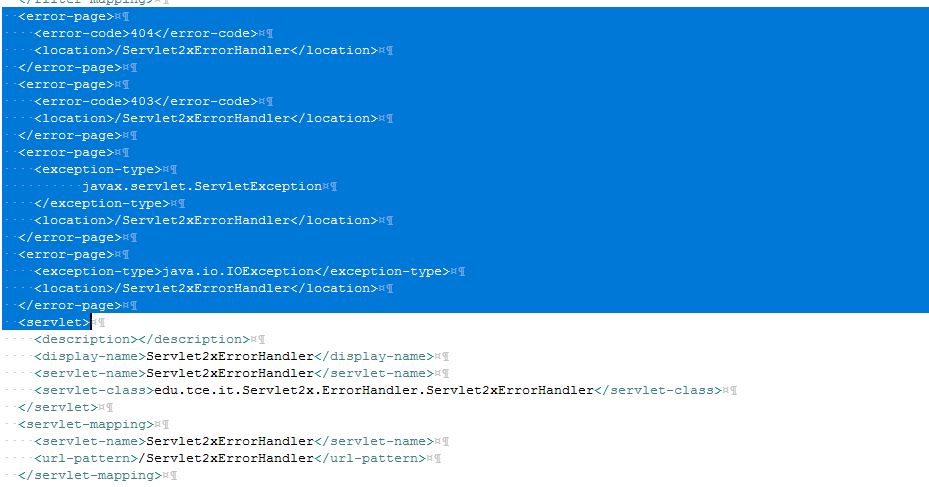 </filter-mapping>
<error-page>¤¶
····<error-code>404</error-code>¤¶
····<location>/Servlet2xErrorHandler</location>¤¶
··</error-page>¤¶
··<error-page>¤¶
····<error-code>403</error-code>¤¶
····<location>/Servlet2xErrorHandler</location>¤¶
··</error-page>¤¶
··<error-page>¤¶
····<exception-type>¤¶
··········javax.servlet.ServletException¤¶
····</exception-type>¤¶
····<location>/Servlet2xErrorHandler</location>¤¶
··</error-page>¤¶
··<error-page>¤¶
····<exception-type>java.io.IOException</exception-type>¤¶
····<location>/Servlet2xErrorHandler</location>¤¶
··</error-page>¤¶
··<servlet>¤¶
····<description></description>¤¶
····<display-name>Servlet2xErrorHandler</display-name>¤¶
····<servlet-name>Servlet2xErrorHandler</servlet-name>¤¶
····<servlet-class>edu.tce.it.Servlet2x.ErrorHandler.Servlet2xErrorHandler</servlet-class>¤¶
··</servlet>¤¶
··<servlet-mapping>¤¶
····<servlet-name>Servlet2xErrorHandler</servlet-name>¤¶
····<url-pattern>/Servlet2xErrorHandler</url-pattern>¤¶
··</servlet-mapping>¤¶